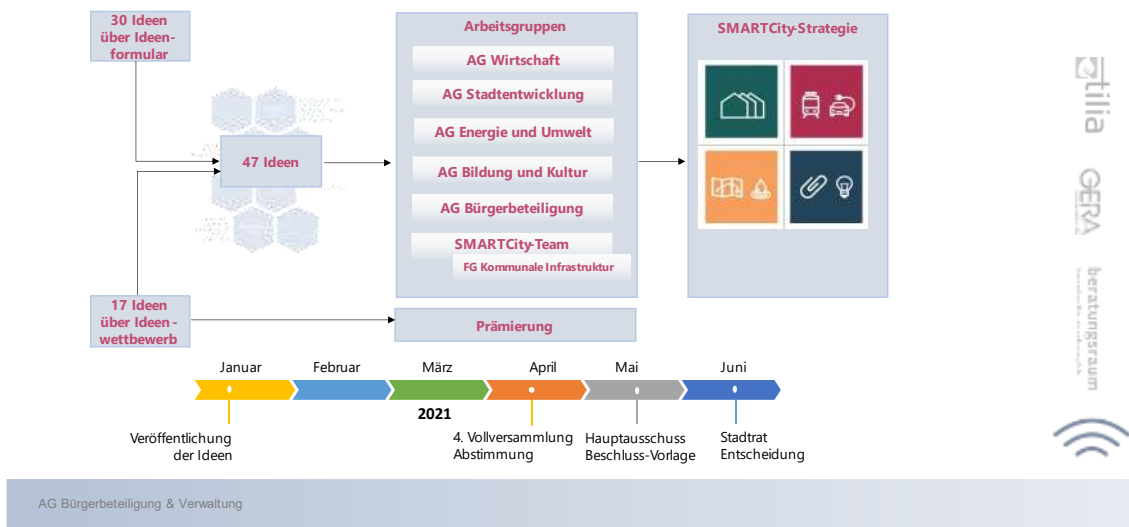 30 Ideen
über Ideen-
formular
47 Ideen
17 Ideen
über Ideen-
wettbewerb
Arbeitsgruppen
AG Wirtschaft
AG Stadtentwicklung
AG Energie und Umwelt
AG Bildung und Kultur
AG Bürgerbeteiligung
SMARTCity-Team
FG Kommunale Infrastruktur
Prämierung
SMARTCity-Strategie
Januar
Februar
März
April
Mai
Juni
2021
Veröffentlichung
der Ideen
4. Vollversammlung
Abstimmung
Hauptausschuss
Beschluss-Vorlage
Stadtrat
Entscheidung
tilia
GERA
beratungsraum
AG Bürgerbeteiligung & Verwaltung